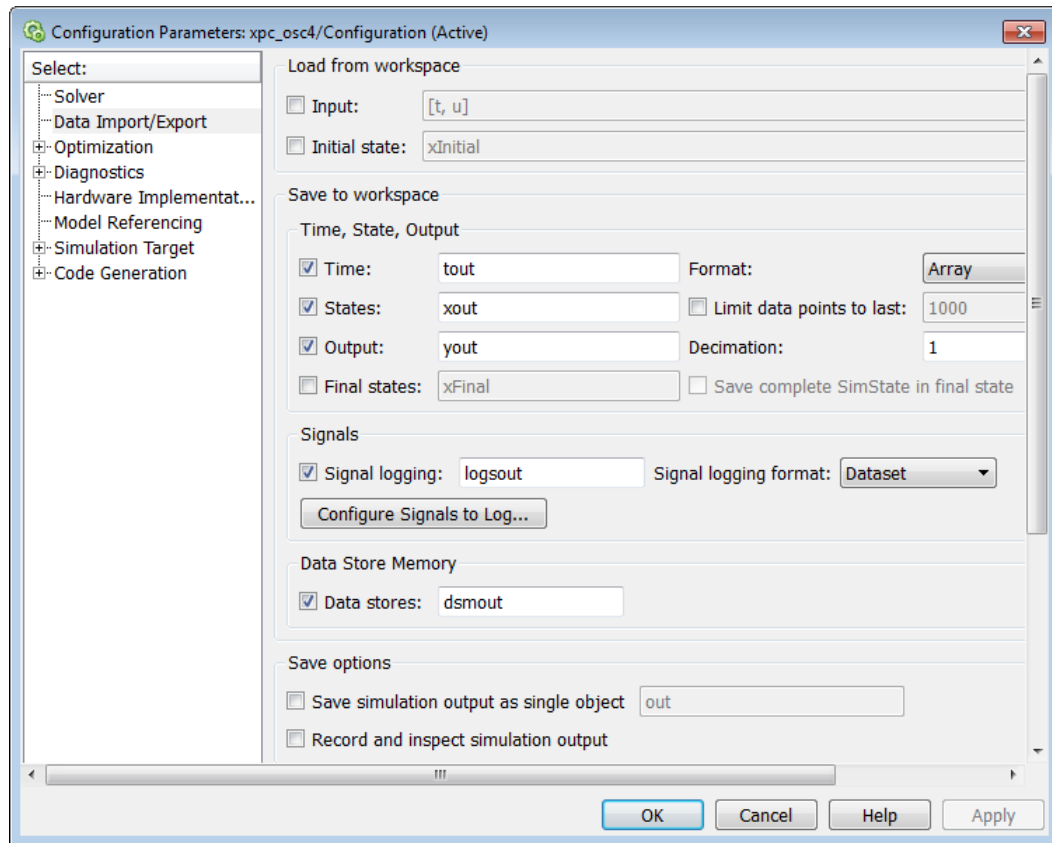 Configuration Parameters: xpc_osc4/Configuration (Active)
Select:
Solver
Data Import/Export
Optimization
Diagnostics
Hardware Implementat...
Model Referencing
Simulation Target
Code Generation
Load from workspace
Input: [t, u]
Initial state: xInitial
Save to workspace
Time, State, Output
Time: tout Format: Array
States: xout Limit data points to last: 1000
Output: yout Decimation: 1
Final states: xFinal Save complete SimState in final state
Signals
Signal logging: logsout Signal logging format: Dataset
Configure Signals to Log...
Data Store Memory
Data stores: dsmout
Save options
Save simulation output as single object out
Record and inspect simulation output
OK Cancel Help Apply